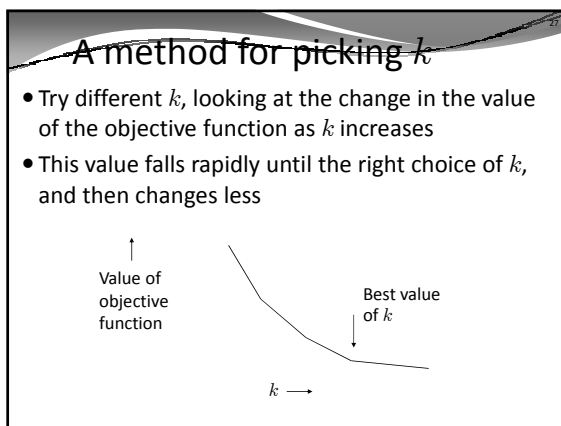 27
A method for picking k
• Try different k, looking at the change in the value
of the objective function as k increases
• This value falls rapidly until the right choice of k,
and then changes less
Value of
objective
function
Best value
of k
k